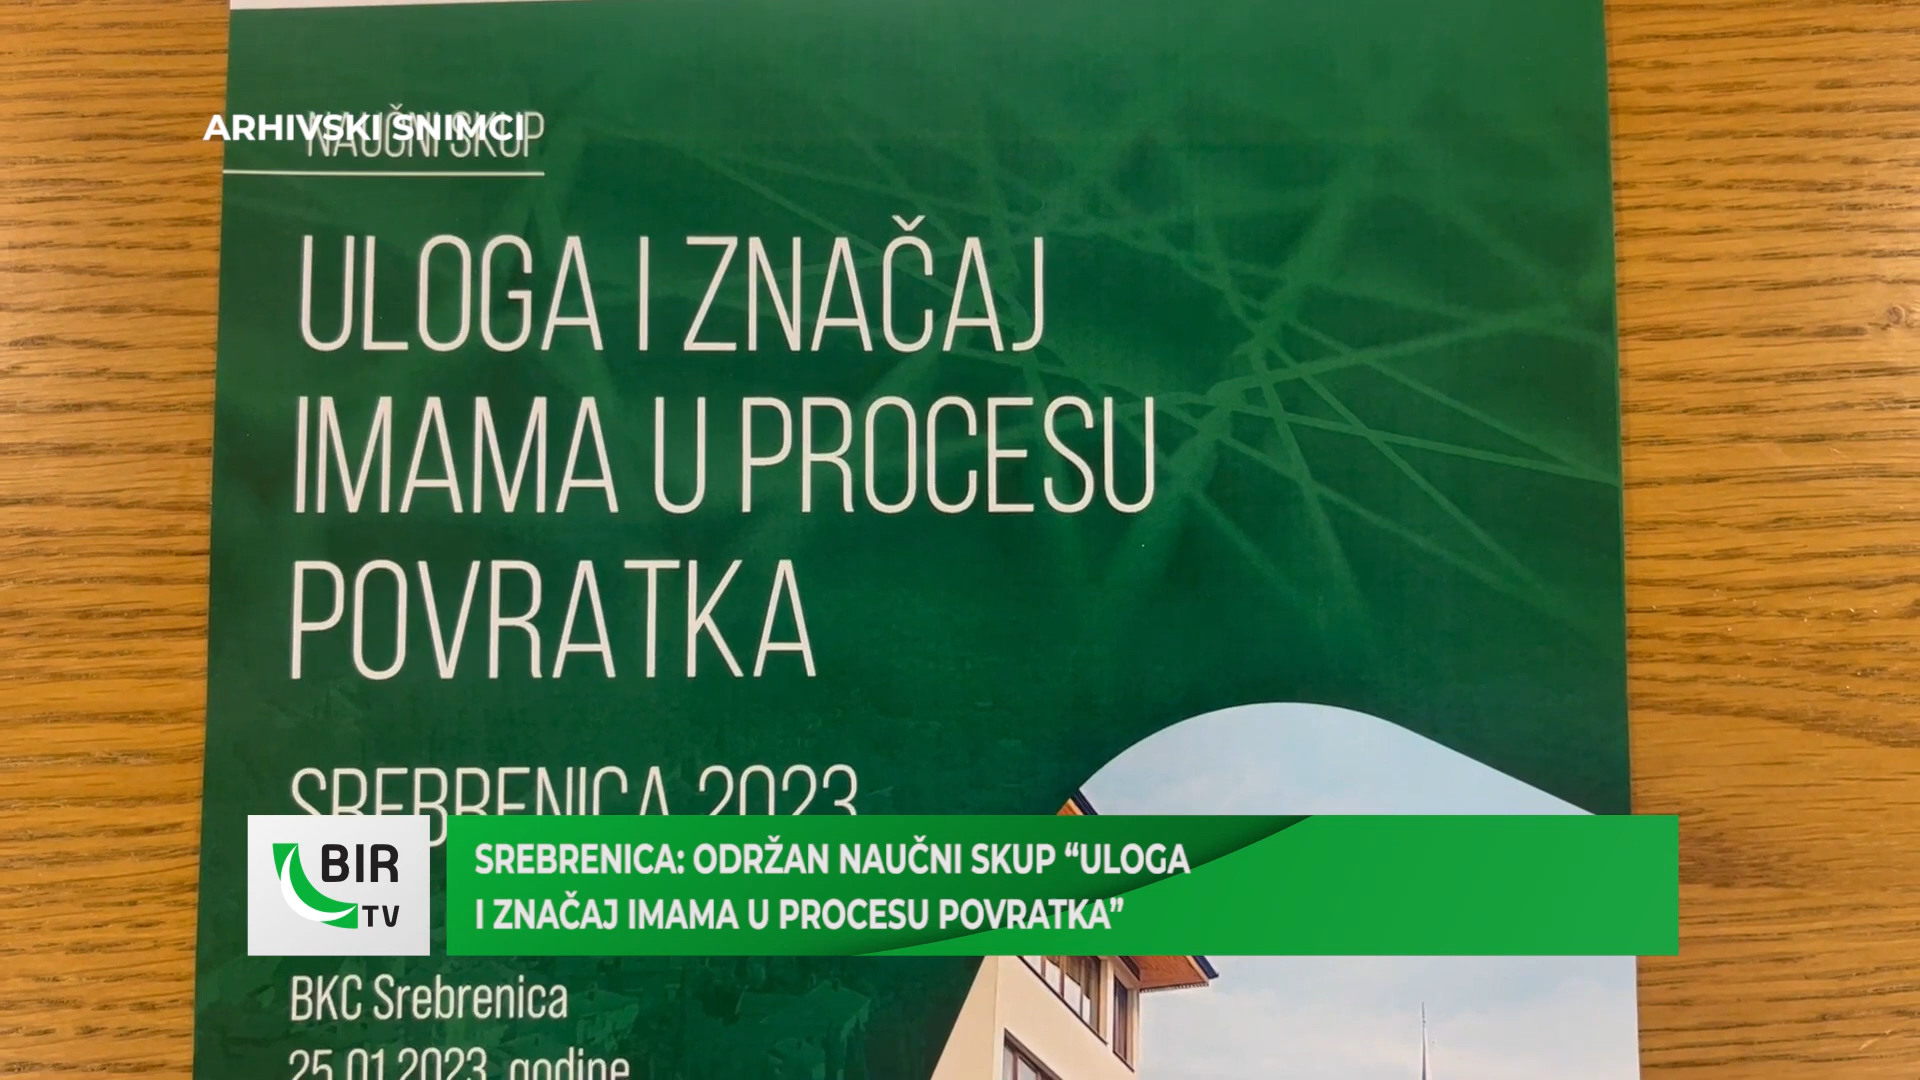 ARHIVSKI SNIMCI
NAUČNI SKUP
ULOGA I ZNAČAJ
IMAMA U PROCESU
POVRATKA
SREBRENICA 2023
BIR
TV
SREBRENICA: ODRŽAN NAUČNI SKUP “ULOGA
I ZNAČAJ IMAMA U PROCESU POVRATKA”
BKC Srebrenica
25.01.2023. godine